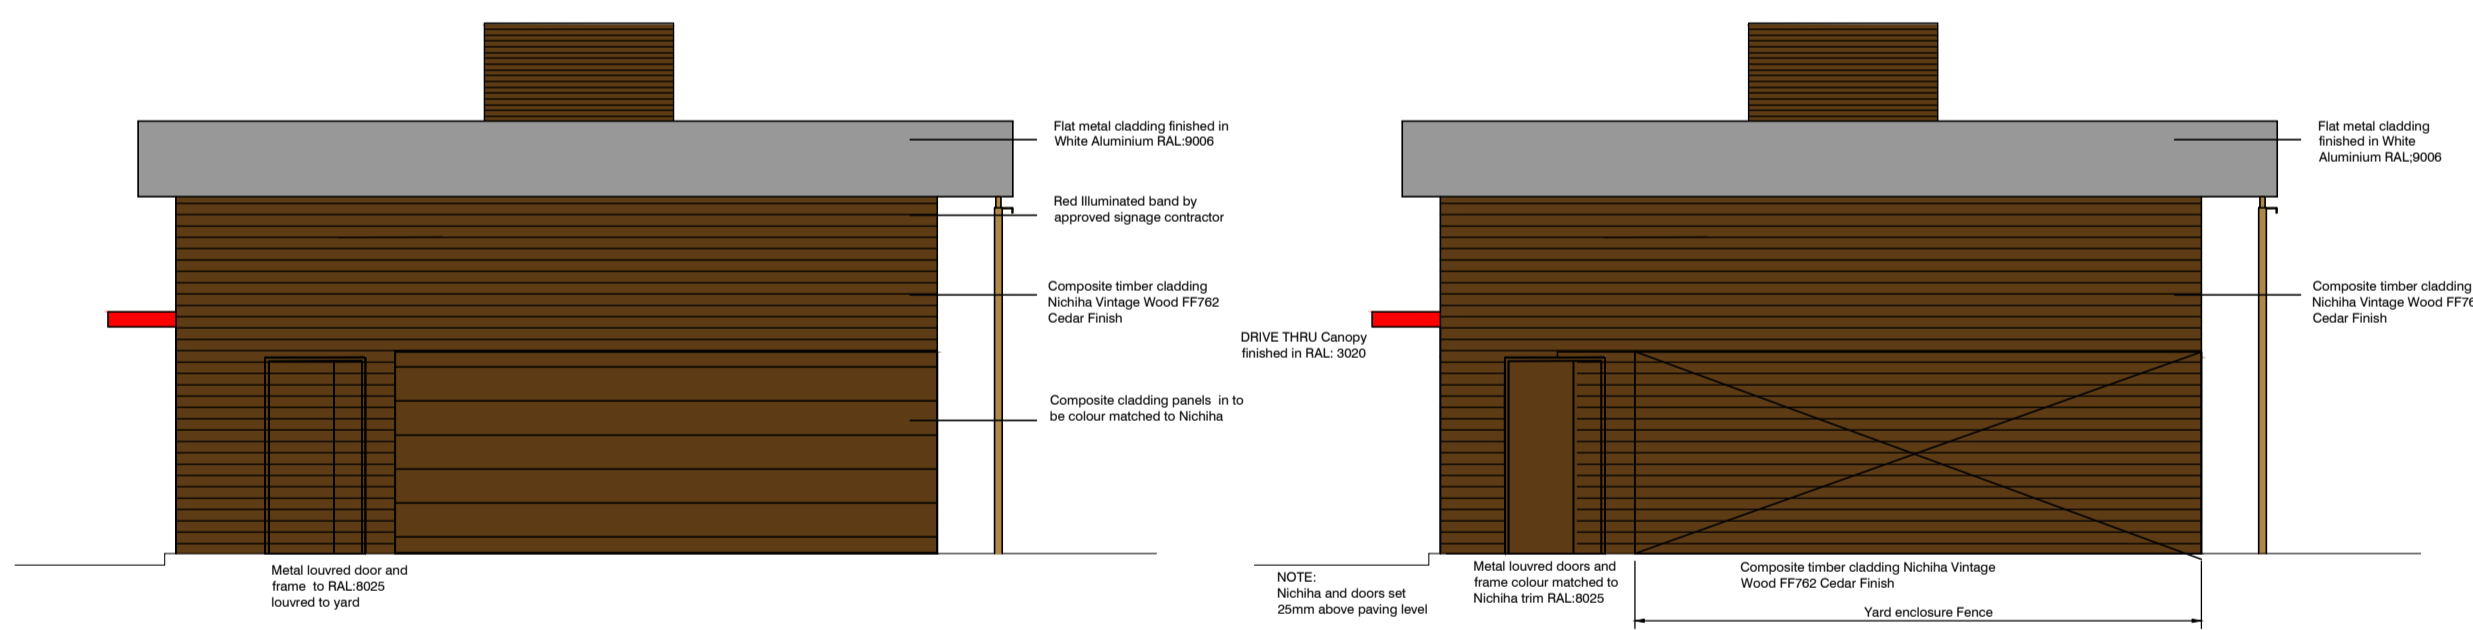 Flat metal cladding finished in
White Aluminium RAL:9006
Red Illuminated band by
approved signage contractor
Composite timber cladding
Nichiha Vintage Wood FF762
Cedar Finish
Composite cladding panels in to
be colour matched to Nichiha
Metal louvred door and
frame to RAL:8025
louvred to yard
Flat metal cladding
finished in White
Aluminium RAL;9006
Composite timber cladding
Nichiha Vintage Wood FF76
Cedar Finish
DRIVE THRU Canopy
finished in RAL: 3020
NOTE:
Nichiha and doors set
25mm above paving level
Metal louvred doors and
frame colour matched to
Nichiha trim RAL:8025
Composite timber cladding Nichiha Vintage
Wood FF762 Cedar Finish
Yard enclosure Fence